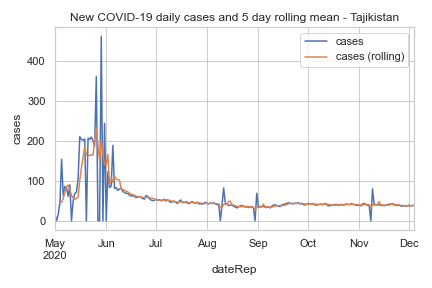 New COVID-19 daily cases and 5 day rolling mean - Tajikistan
cases
cases (rolling)
400
300
200
100
0
cases
May Jun Jul Aug Sep Oct Nov Dec
2020
dateRep